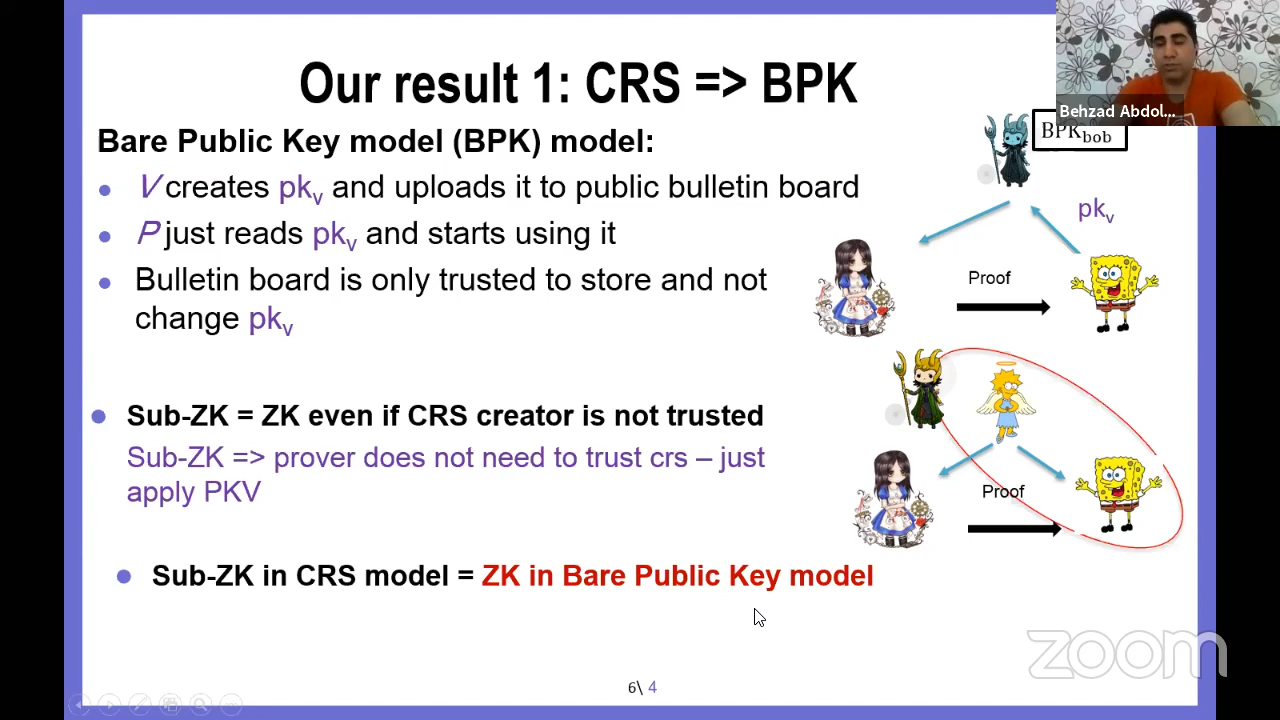 Our result 1: CRS => BPK
Behzad Abdol...
Bare Public Key model (BPK) model:
BPKbob
V creates pkv and uploads it to public bulletin board
P just reads pkv and starts using it
Bulletin board is only trusted to store and not
change pkv
pkv
Proof
Sub-ZK = ZK even if CRS creator is not trusted
Sub-ZK => prover does not need to trust crs – just
apply PKV
Proof
Sub-ZK in CRS model = ZK in Bare Public Key model
zoom
6\ 4